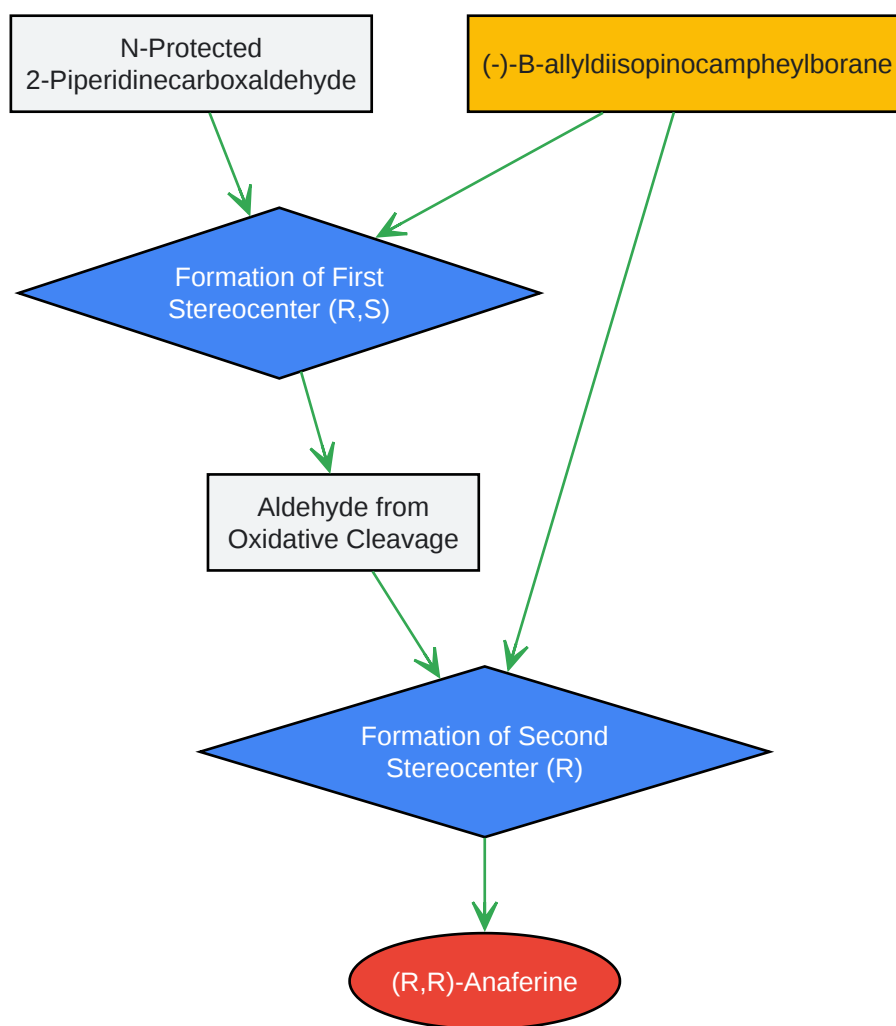 N-Protected
2-Piperidinecarboxaldehyde
(-)-B-allyldiisopinocampheylborane
Formation of First
Stereocenter (R,S)
Aldehyde from
Oxidative Cleavage
Formation of Second
Stereocenter (R)
(R,R)-Anaferine